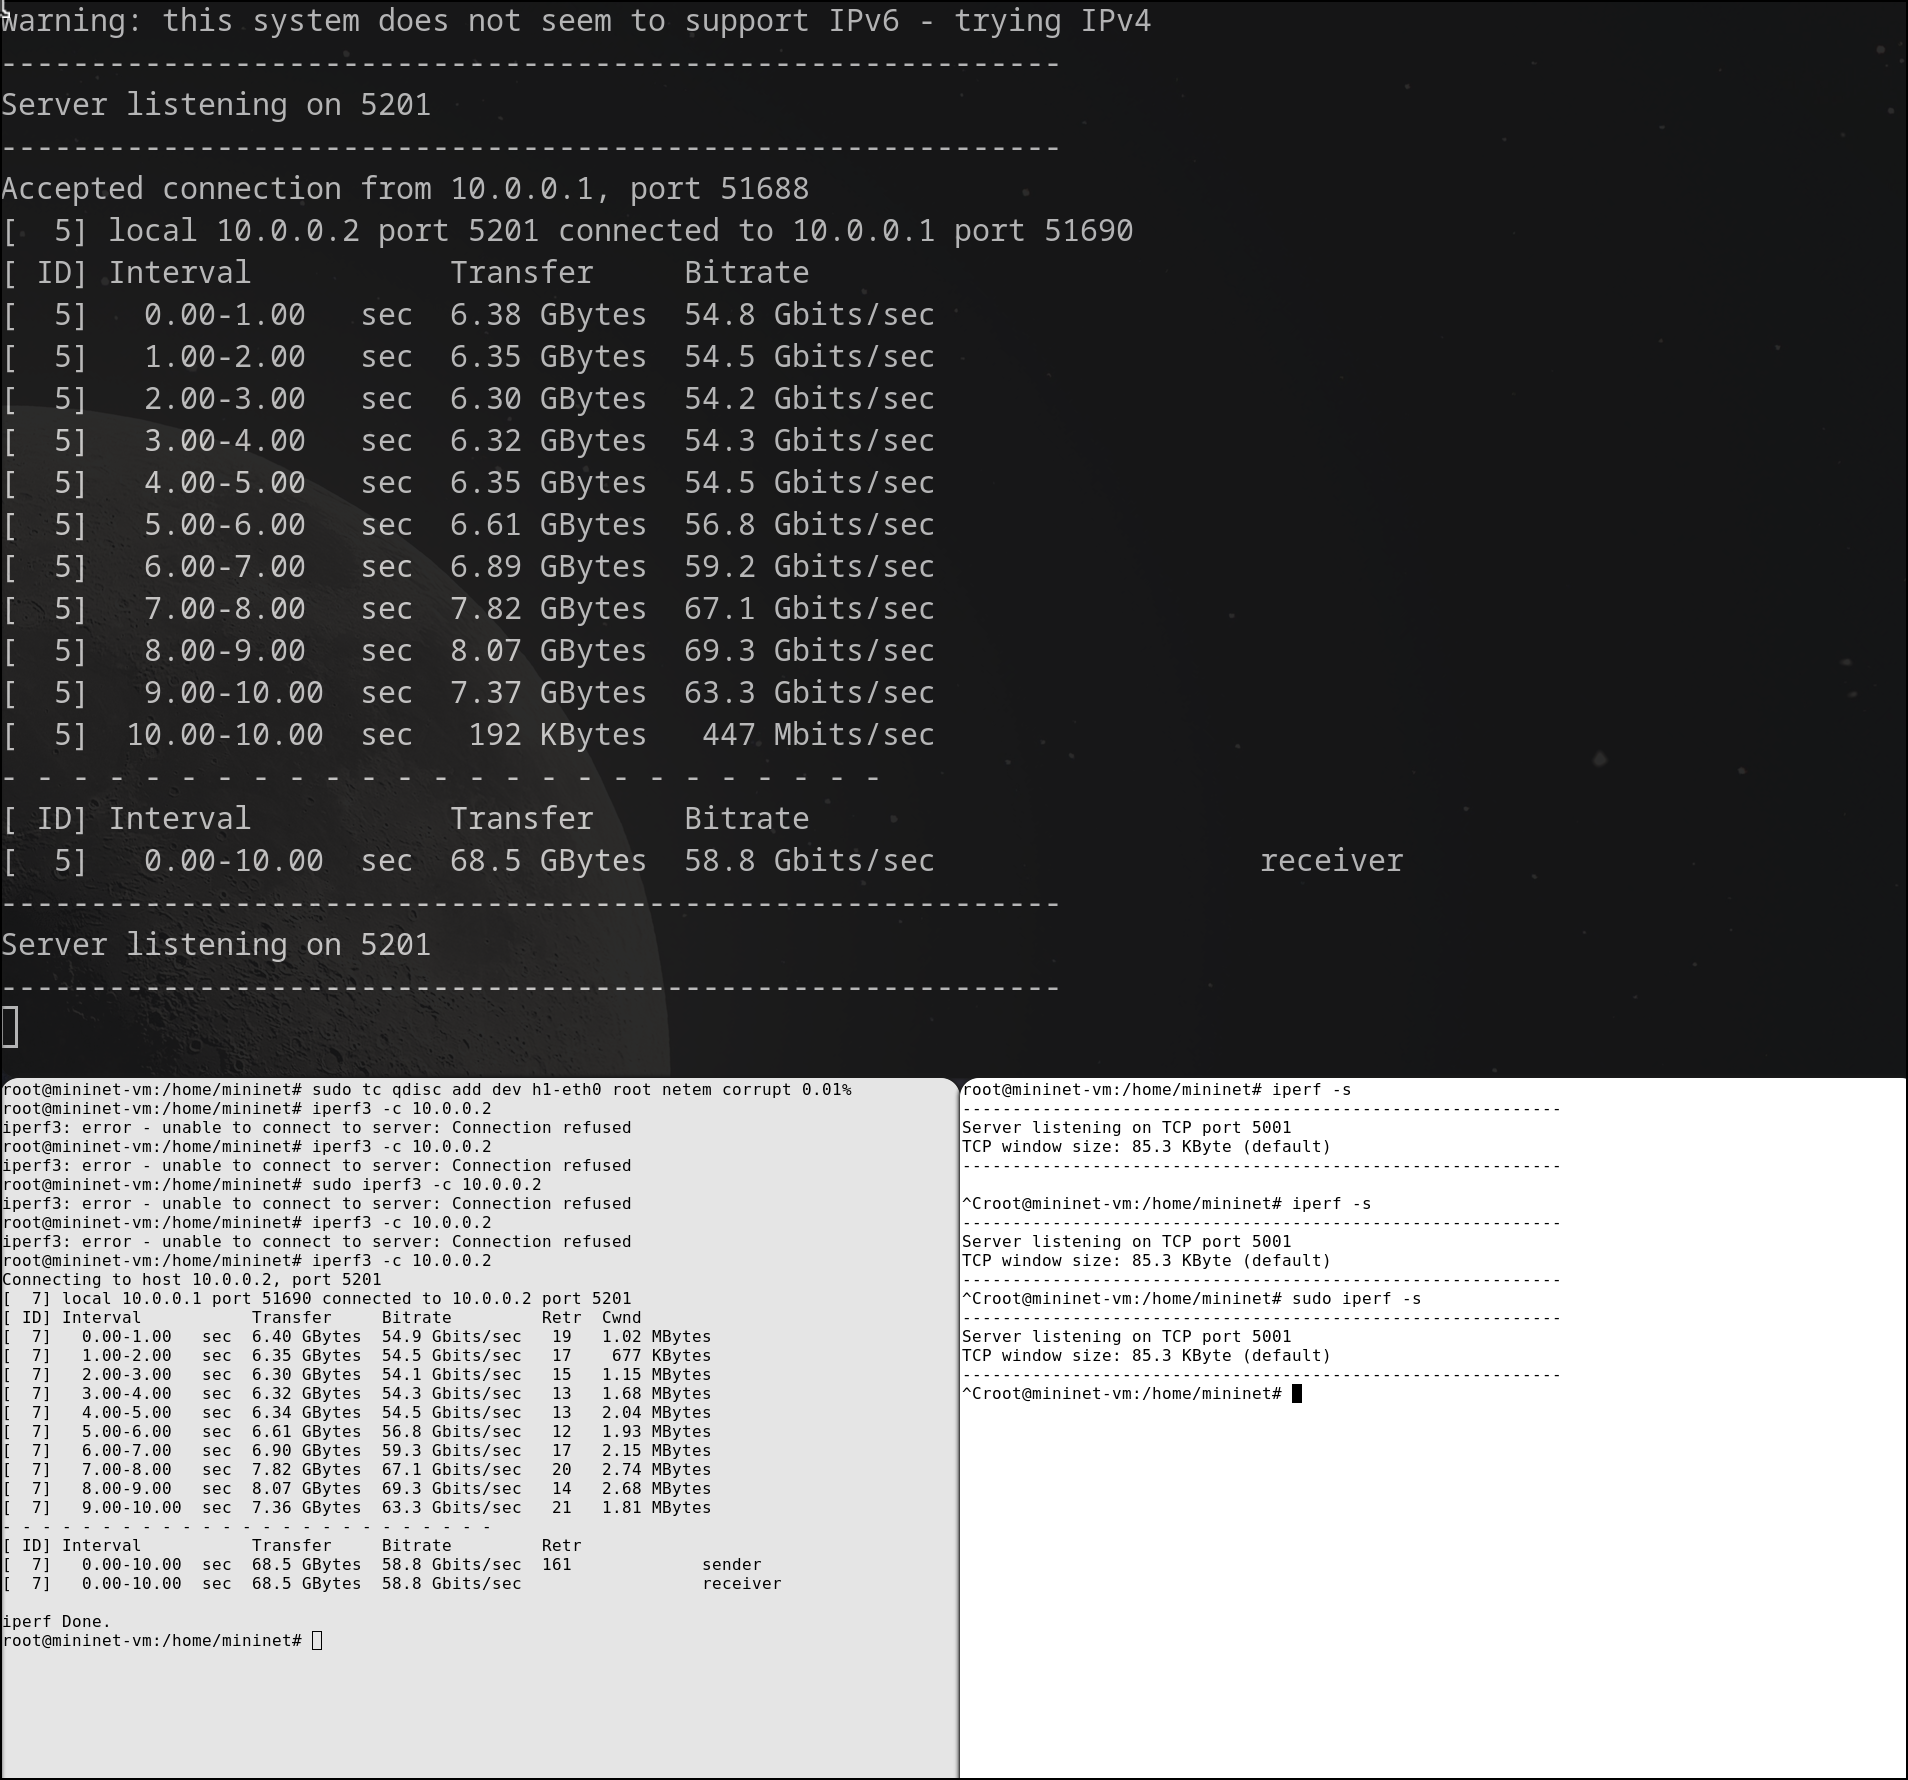 warning: this system does not seem to support IPv6 - trying IPv4
-----------------------------------------------------------
Server listening on 5201
-----------------------------------------------------------
Accepted connection from 10.0.0.1, port 51688
[  5] local 10.0.0.2 port 5201 connected to 10.0.0.1 port 51690
[ ID] Interval           Transfer     Bitrate
[  5]   0.00-1.00   sec  6.38 GBytes  54.8 Gbits/sec
[  5]   1.00-2.00   sec  6.35 GBytes  54.5 Gbits/sec
[  5]   2.00-3.00   sec  6.30 GBytes  54.2 Gbits/sec
[  5]   3.00-4.00   sec  6.32 GBytes  54.3 Gbits/sec
[  5]   4.00-5.00   sec  6.35 GBytes  54.5 Gbits/sec
[  5]   5.00-6.00   sec  6.61 GBytes  56.8 Gbits/sec
[  5]   6.00-7.00   sec  6.89 GBytes  59.2 Gbits/sec
[  5]   7.00-8.00   sec  7.82 GBytes  67.1 Gbits/sec
[  5]   8.00-9.00   sec  8.07 GBytes  69.3 Gbits/sec
[  5]   9.00-10.00  sec  7.37 GBytes  63.3 Gbits/sec
[  5]  10.00-10.00  sec   192 KBytes   447 Mbits/sec
- - - - - - - - - - - - - - - - - - - - - - - - -
[ ID] Interval           Transfer     Bitrate
[  5]   0.00-10.00  sec  68.5 GBytes  58.8 Gbits/sec                  receiver
-----------------------------------------------------------
Server listening on 5201
-----------------------------------------------------------
root@mininet-vm:/home/mininet# sudo tc qdisc add dev h1-eth0 root netem corrupt 0.01%
root@mininet-vm:/home/mininet# iperf3 -c 10.0.0.2
iperf3: error - unable to connect to server: Connection refused
root@mininet-vm:/home/mininet# iperf3 -c 10.0.0.2
iperf3: error - unable to connect to server: Connection refused
root@mininet-vm:/home/mininet# sudo iperf3 -c 10.0.0.2
iperf3: error - unable to connect to server: Connection refused
root@mininet-vm:/home/mininet# iperf3 -c 10.0.0.2
iperf3: error - unable to connect to server: Connection refused
root@mininet-vm:/home/mininet# iperf3 -c 10.0.0.2
Connecting to host 10.0.0.2, port 5201
[  7] local 10.0.0.1 port 51690 connected to 10.0.0.2 port 5201
[ ID] Interval           Transfer     Bitrate         Retr  Cwnd
[  7]   0.00-1.00   sec  6.40 GBytes  54.9 Gbits/sec   19   1.02 MBytes
[  7]   1.00-2.00   sec  6.35 GBytes  54.5 Gbits/sec   17    677 KBytes
[  7]   2.00-3.00   sec  6.30 GBytes  54.1 Gbits/sec   15   1.15 MBytes
[  7]   3.00-4.00   sec  6.32 GBytes  54.3 Gbits/sec   13   1.68 MBytes
[  7]   4.00-5.00   sec  6.34 GBytes  54.5 Gbits/sec   13   2.04 MBytes
[  7]   5.00-6.00   sec  6.61 GBytes  56.8 Gbits/sec   12   1.93 MBytes
[  7]   6.00-7.00   sec  6.90 GBytes  59.3 Gbits/sec   17   2.15 MBytes
[  7]   7.00-8.00   sec  7.82 GBytes  67.1 Gbits/sec   20   2.74 MBytes
[  7]   8.00-9.00   sec  8.07 GBytes  69.3 Gbits/sec   14   2.68 MBytes
[  7]   9.00-10.00  sec  7.36 GBytes  63.3 Gbits/sec   21   1.81 MBytes
- - - - - - - - - - - - - - - - - - - - - - - - -
[ ID] Interval           Transfer     Bitrate         Retr
[  7]   0.00-10.00  sec  68.5 GBytes  58.8 Gbits/sec  161             sender
[  7]   0.00-10.00  sec  68.5 GBytes  58.8 Gbits/sec                  receiver
iperf Done.
root@mininet-vm:/home/mininet#
root@mininet-vm:/home/mininet# iperf -s
------------------------------------------------------------
Server listening on TCP port 5001
TCP window size: 85.3 KByte (default)
------------------------------------------------------------
^Croot@mininet-vm:/home/mininet# iperf -s
------------------------------------------------------------
Server listening on TCP port 5001
TCP window size: 85.3 KByte (default)
------------------------------------------------------------
^Croot@mininet-vm:/home/mininet# sudo iperf -s
------------------------------------------------------------
Server listening on TCP port 5001
TCP window size: 85.3 KByte (default)
------------------------------------------------------------
^Croot@mininet-vm:/home/mininet#